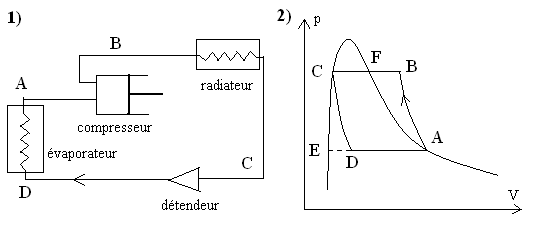 1)
B
radiateur
A
compresseur
évaporateur
D
C
détendeur
2)
p
F
C
B
E
D
A
V